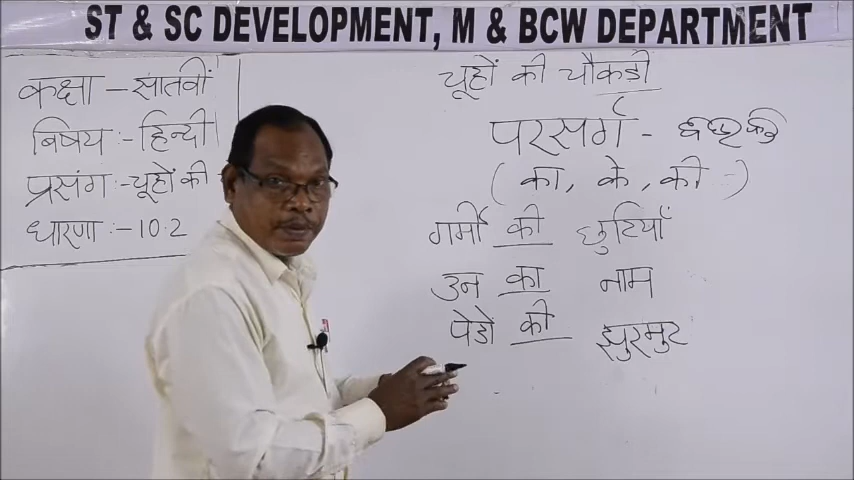 ST & SC DEVELOPMENT, M & BCW DEPARTMENT
कक्षा - सातवीं
बिषय :- हिन्दी
प्रसंग :- चूहों की
धारणा :- 10.2
चूहों की चौकडी
परसर्ग -
(का, के, की -)
गर्मी की छुटियाँ
उन का नाम
पेडो की झुरमुट